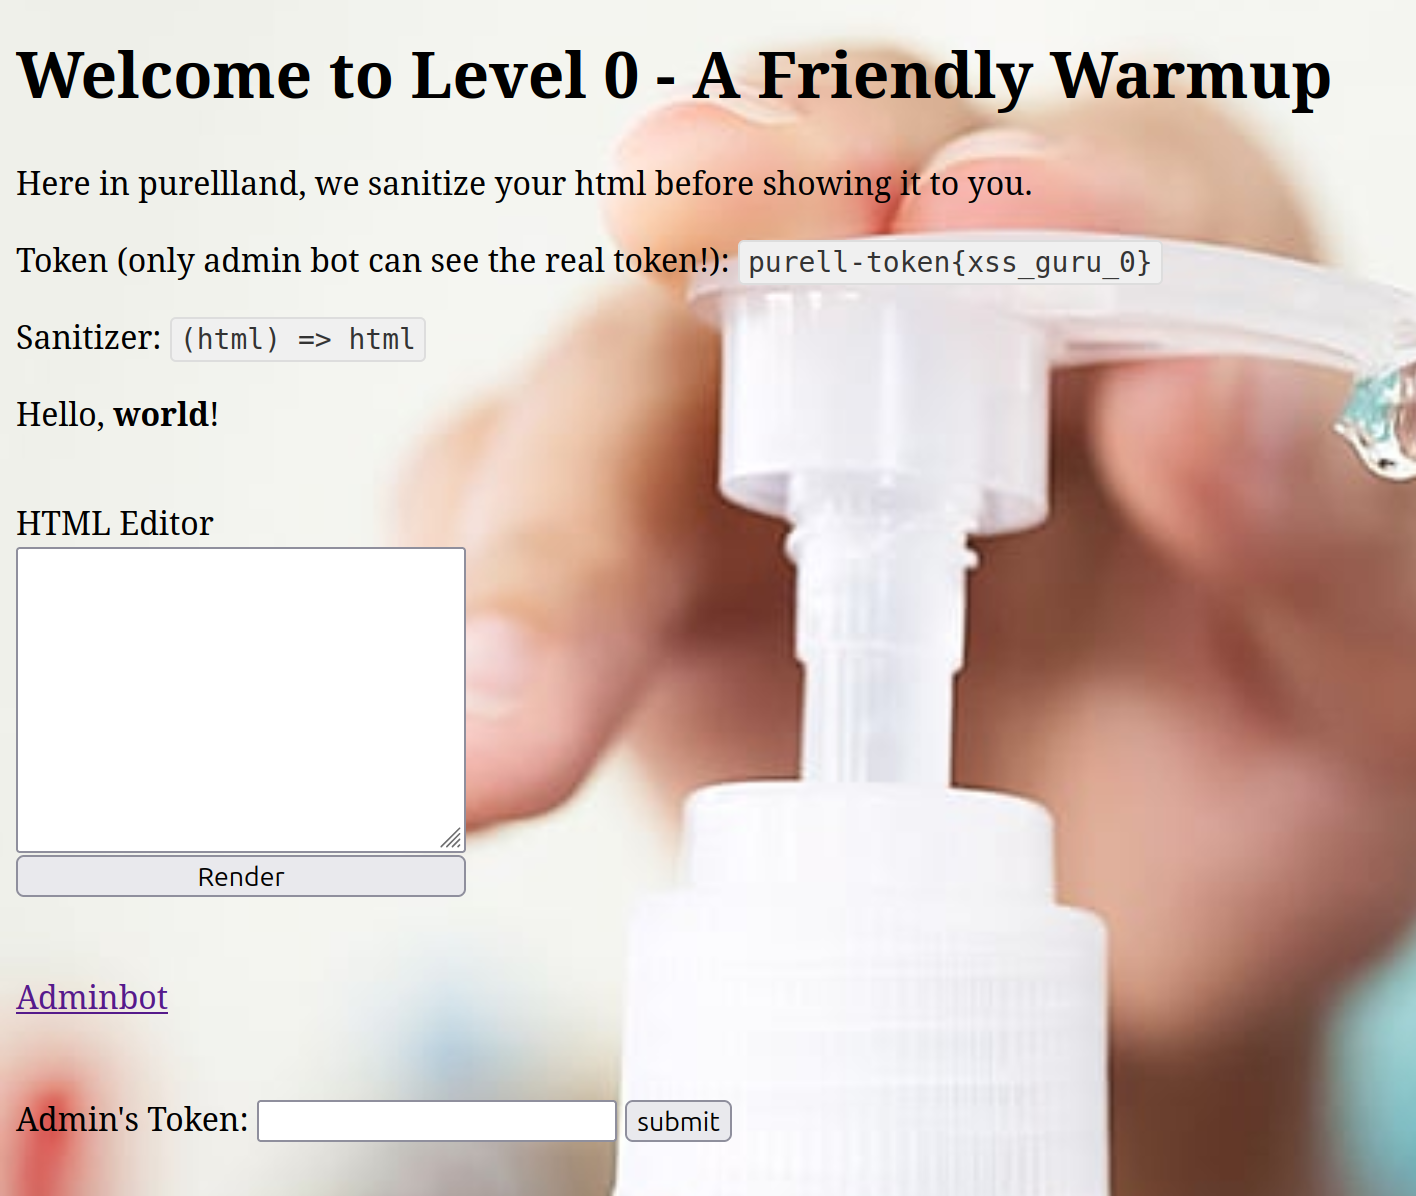 Welcome to Level 0 - A Friendly Warmup
Here in purellland, we sanitize your html before showing it to you.
Token (only admin bot can see the real token!): purell-token{xss_guru_0}
Sanitizer: (html) => html
Hello, world!
HTML Editor
Render
Adminbot
Admin's Token: submit